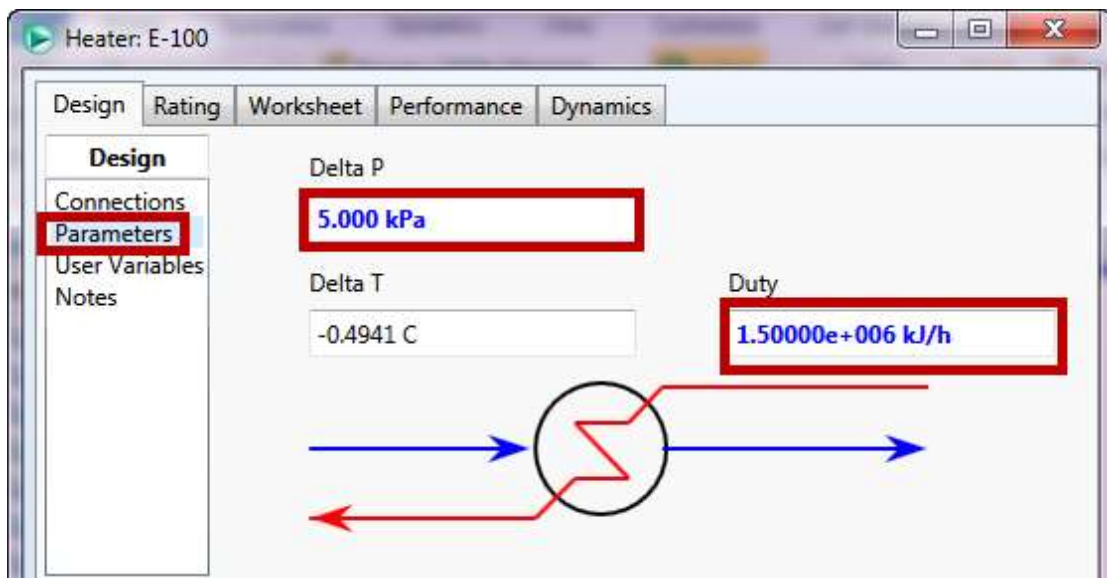 Heater: E-100
Design Rating Worksheet Performance Dynamics
Design
Connections
Parameters
User Variables
Notes
Delta P
5.000 kPa
Delta T
-0.4941 C
Duty
1.50000e+006 kJ/h